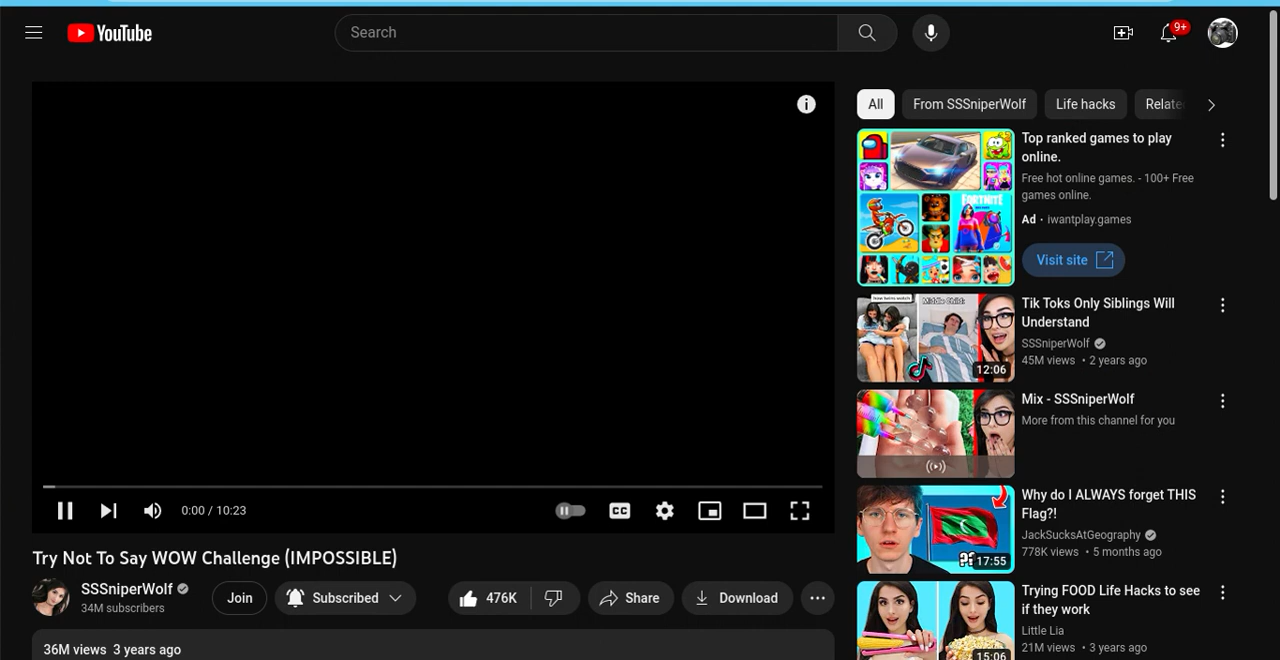 YouTube
Search
9+
All
From SSSniperWolf
Life hacks
Relate
Top ranked games to play
online.
Free hot online games. - 100+ Free
games online.
Ad · iwantplay.games
Visit site
FORTNITE
Middle Child:
12:06
Tik Toks Only Siblings Will
Understand
SSSniperWolf
45M views • 2 years ago
Mix - SSSniperWolf
More from this channel for you
??
17:55
Why do I ALWAYS forget THIS
Flag?!
JackSucksAtGeography
778K views • 5 months ago
15:06
Trying FOOD Life Hacks to see
if they work
Little Lia
21M views • 3 years ago
0:00 / 10:23
CC
Try Not To Say WOW Challenge (IMPOSSIBLE)
SSSniperWolf
34M subscribers
Join
Subscribed
476K
Share
Download
36M views 3 years ago